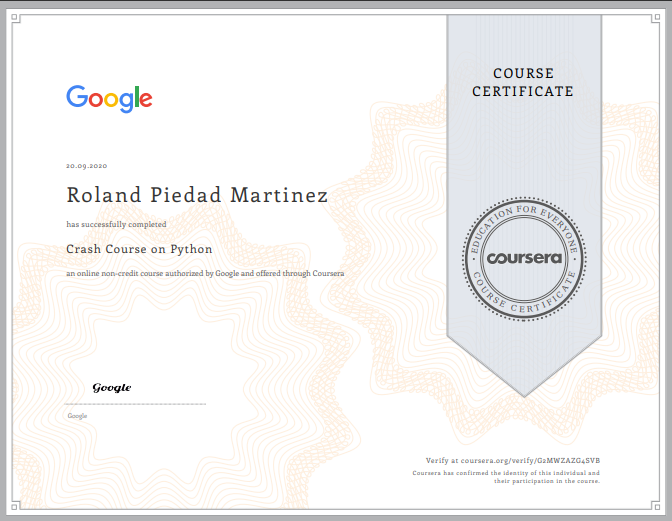 Google
COURSE
CERTIFICATE
20.09.2020
Roland Piedad Martinez
has successfully completed
Crash Course on Python
an online non-credit course authorized by Google and offered through Coursera
EDUCATION FOR EVERYONE
coursera
COURSE CERTIFICATE
Google
Google
Verify at coursera.org/verify/G2MWZAZG4SVB
Coursera has confirmed the identity of this individual and
their participation in the course.